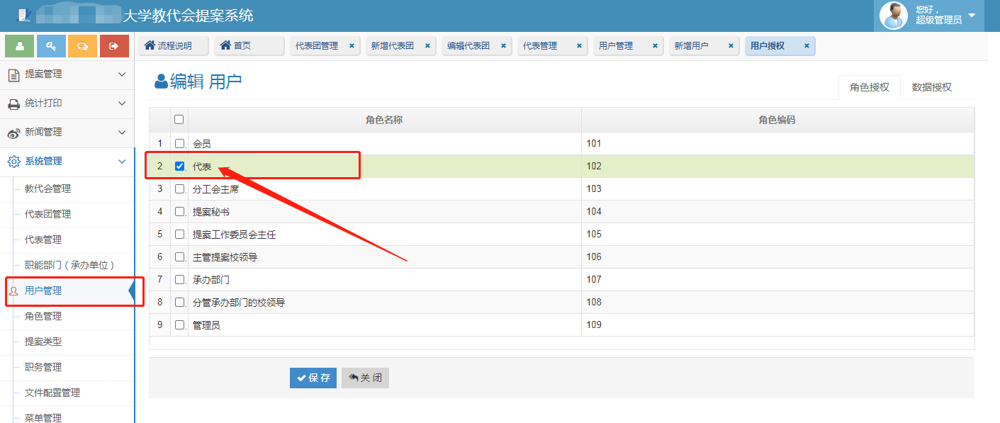 大学教代会提案系统
您好，
超级管理员
流程说明 首页 代表团管理 × 新增代表团 × 编辑代表团 × 代表管理 × 用户管理 × 新增用户 × 用户授权 ×
提案管理
统计打印
新闻管理
系统管理
教代会管理
代表团管理
代表管理
职能部门（承办单位）
用户管理
角色管理
提案类型
职务管理
文件配置管理
菜单管理
编辑 用户
角色授权 数据授权
角色名称 角色编码
1 会员 101
2 代表 102
3 分工会主席 103
4 提案秘书 104
5 提案工作委员会主任 105
6 主管提案校领导 106
7 承办部门 107
8 分管承办部门的校领导 108
9 管理员 109
保存 关闭